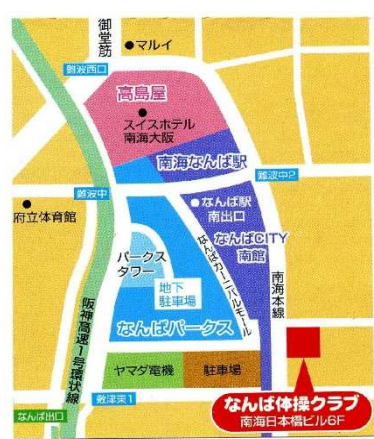 御堂筋
●マルイ
難波西口
高島屋
スイスホテル
南海大阪
南海なんば駅
難波中
難波中2
府立体育館
なんば駅
南出口
なんばCITY
南館
パークス
タワー
なんばカーニバルモール
地下
駐車場
南海本線
阪神高速1号環状線
なんばパークス
ヤマダ電機
駐車場
敷津東1
なんば出口
なんば体操クラブ
南海日本橋ビル6F